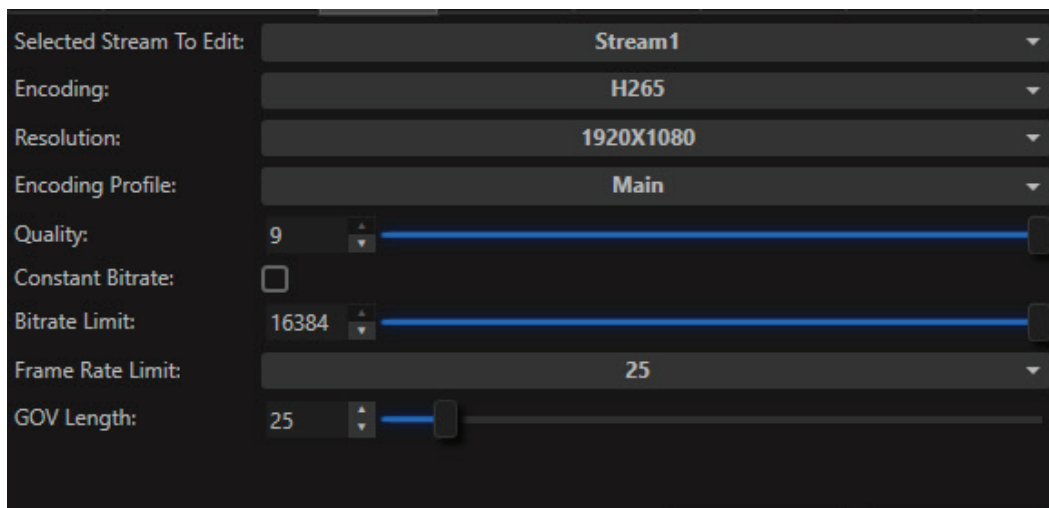 Selected Stream To Edit: Stream1
Encoding: H265
Resolution: 1920X1080
Encoding Profile: Main
Quality: 9
Constant Bitrate:
Bitrate Limit: 16384
Frame Rate Limit: 25
GOV Length: 25